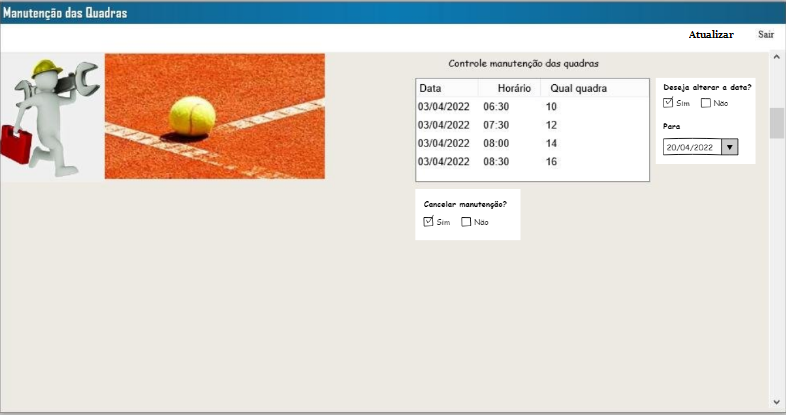 Manutenção das Quadras
Atualizar Sair
Controle manutenção das quadras
Data Horário Qual quadra
03/04/2022 06:30 10
03/04/2022 07:30 12
03/04/2022 08:00 14
03/04/2022 08:30 16
Deseja alterar a data?
Sim Não
Para
20/04/2022
Cancelar manutenção?
Sim Não